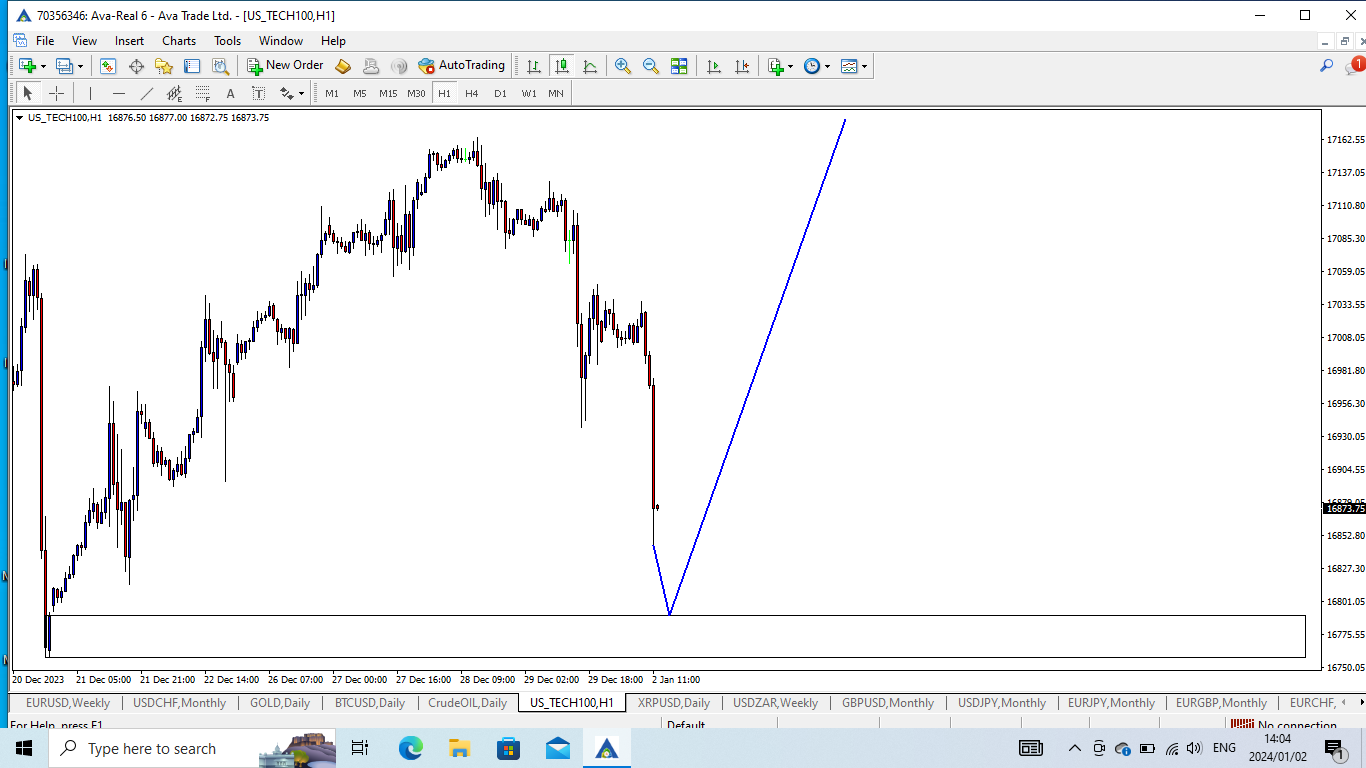 70356346: Ava-Real 6 - Ava Trade Ltd. - [US_TECH100,H1]
File View Insert Charts Tools Window Help
New Order AutoTrading 1
A T M1 M5 M15 M30 H1 H4 D1 W1 MN
US_TECH100,H1 16876.50 16877.00 16872.75 16873.75
17162.55
17137.05
17110.80
17085.30
17059.05
17033.55
17008.05
16981.80
16956.30
16930.05
16904.55
16879.05
16873.75
16852.80
16827.30
16801.05
16775.55
16750.05
20 Dec 2023 21 Dec 05:00 21 Dec 21:00 22 Dec 14:00 26 Dec 07:00 27 Dec 00:00 27 Dec 16:00 28 Dec 09:00 29 Dec 02:00 29 Dec 18:00 2 Jan 11:00
EURUSD,Weekly USDCHF,Monthly GOLD,Daily BTCUSD,Daily CrudeOIL,Daily US_TECH100,H1 XRPUSD,Daily USDZAR,Weekly GBPUSD,Monthly USDJPY,Monthly EURJPY,Monthly EURGBP,Monthly EURCHF,
For Help, press F1 Default No connection
Type here to search ENG 14:04
2024/01/02 1